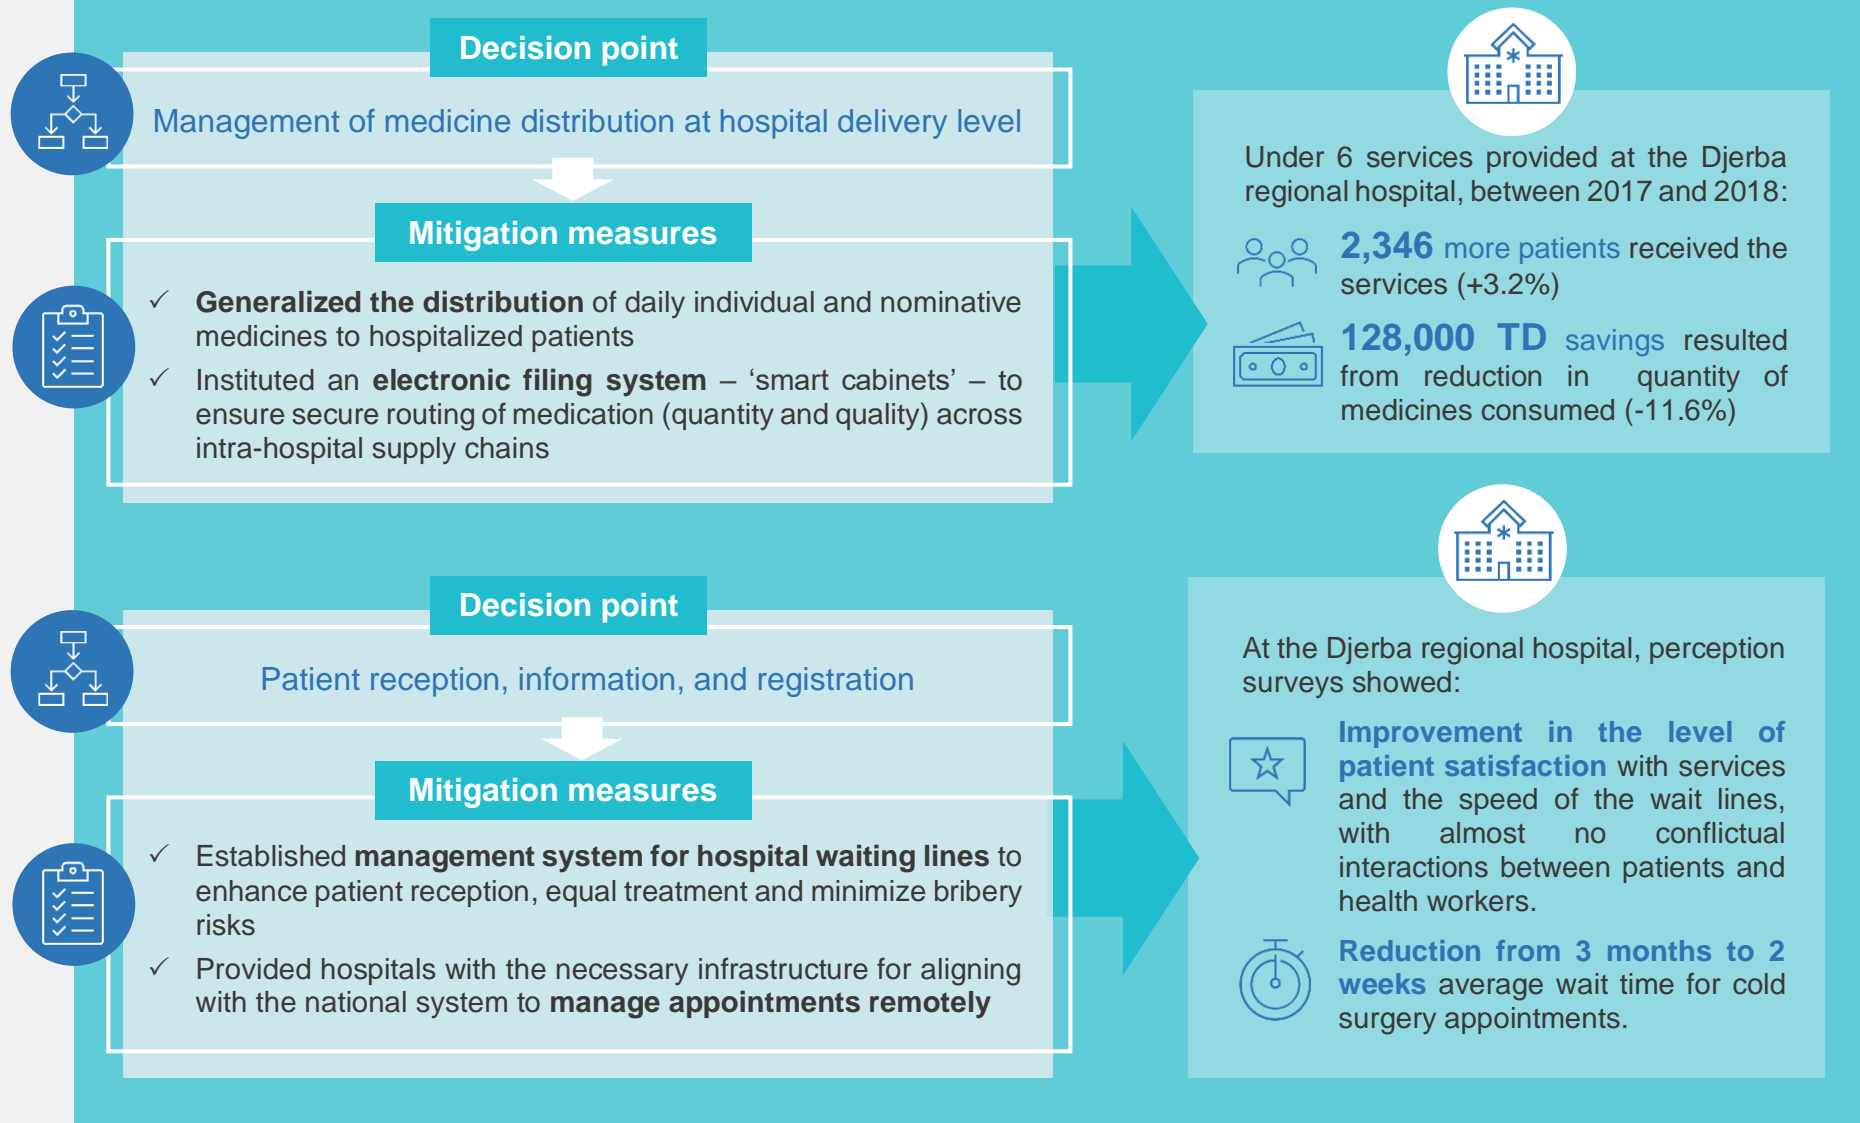 Decision point
Management of medicine distribution at hospital delivery level
Mitigation measures
✓ Generalized the distribution of daily individual and nominative
medicines to hospitalized patients
✓ Instituted an electronic filing system – ‘smart cabinets’ – to
ensure secure routing of medication (quantity and quality) across
intra-hospital supply chains
Under 6 services provided at the Djerba
regional hospital, between 2017 and 2018:
2,346 more patients received the
services (+3.2%)
128,000 TD savings resulted
from reduction in quantity of
medicines consumed (-11.6%)
Decision point
Patient reception, information, and registration
Mitigation measures
✓ Established management system for hospital waiting lines to
enhance patient reception, equal treatment and minimize bribery
risks
✓ Provided hospitals with the necessary infrastructure for aligning
with the national system to manage appointments remotely
At the Djerba regional hospital, perception
surveys showed:
Improvement in the level of
patient satisfaction with services
and the speed of the wait lines,
with almost no conflictual
interactions between patients and
health workers.
Reduction from 3 months to 2
weeks average wait time for cold
surgery appointments.